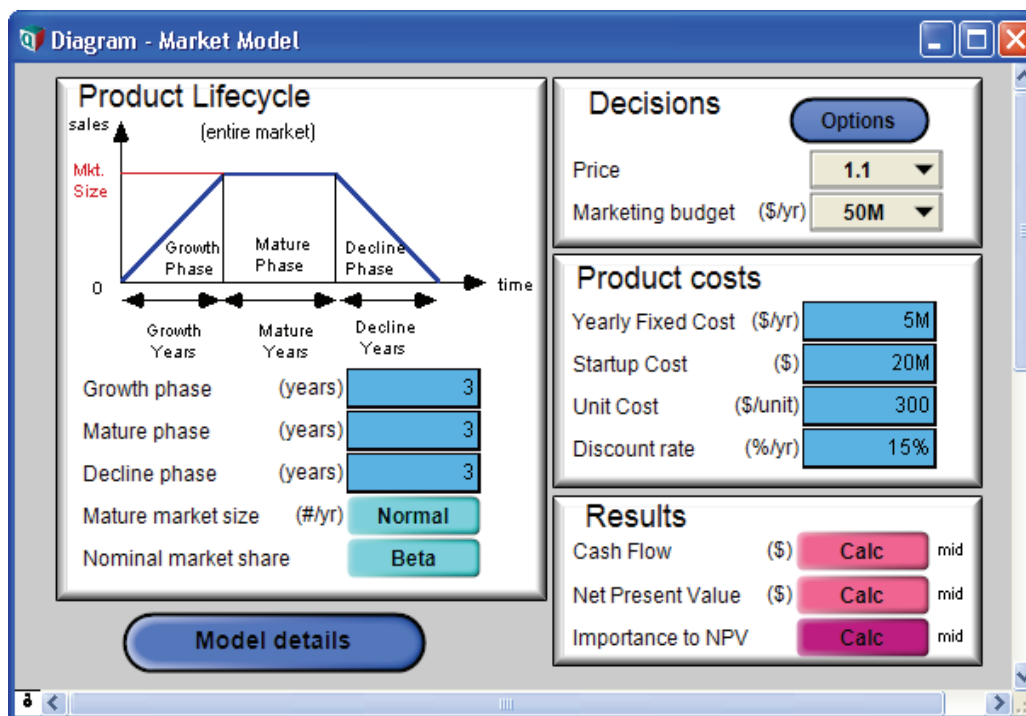 Diagram - Market Model
Product Lifecycle
sales
(entire market)
Mkt.
Size
Growth
Phase
Mature
Phase
Decline
Phase
0
time
Growth
Years
Mature
Years
Decline
Years
Growth phase (years) 3
Mature phase (years) 3
Decline phase (years) 3
Mature market size (#/yr) Normal
Nominal market share Beta
Model details
Decisions
Options
Price 1.1
Marketing budget ($/yr) 50M
Product costs
Yearly Fixed Cost ($/yr) 5M
Startup Cost ($) 20M
Unit Cost ($/unit) 300
Discount rate (%/yr) 15%
Results
Cash Flow ($) Calc mid
Net Present Value ($) Calc mid
Importance to NPV Calc mid